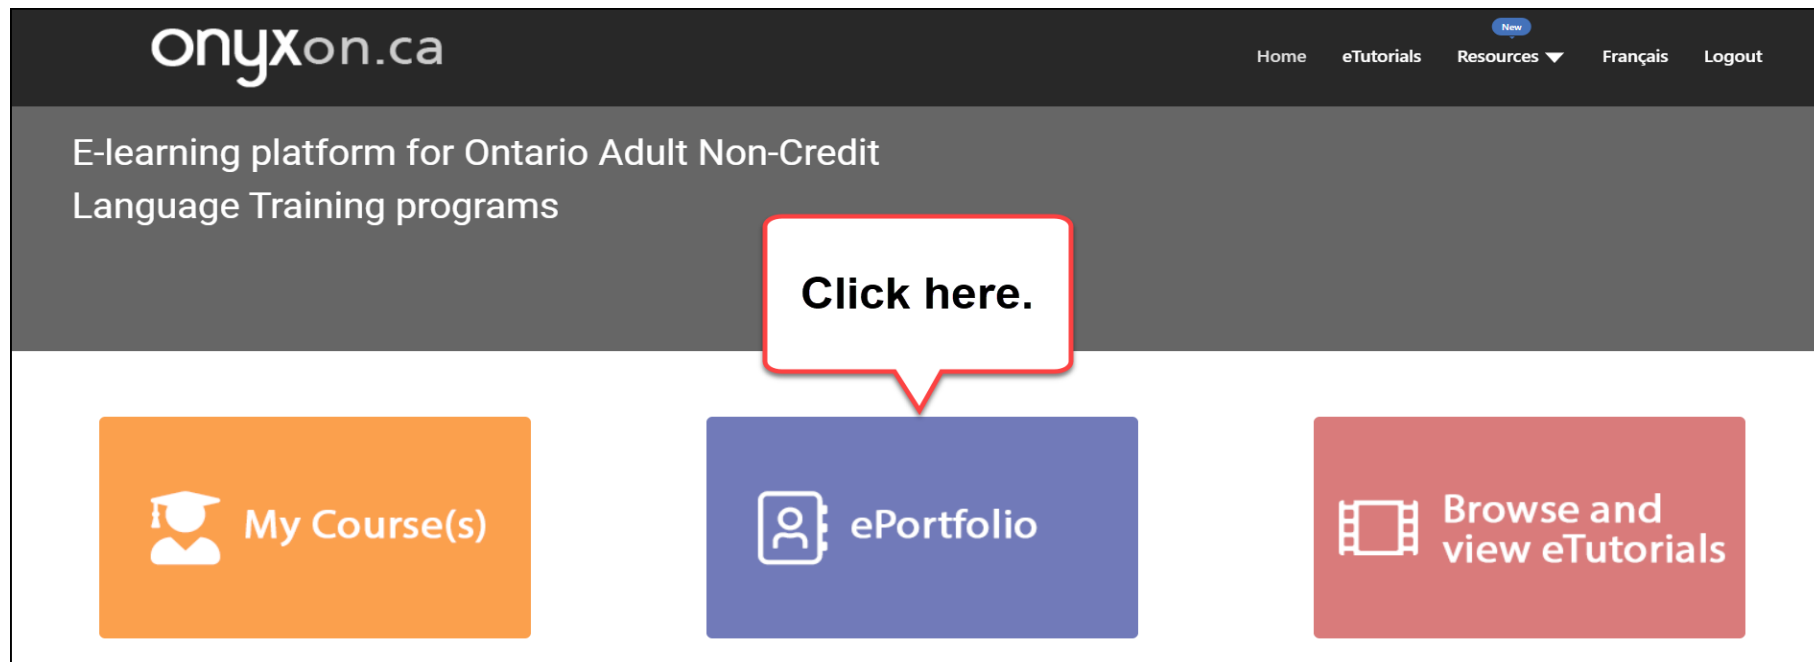 onyxon.ca
New
Home eTutorials Resources Français Logout
E-learning platform for Ontario Adult Non-Credit
Language Training programs
Click here.
My Course(s)
ePortfolio
Browse and
view eTutorials